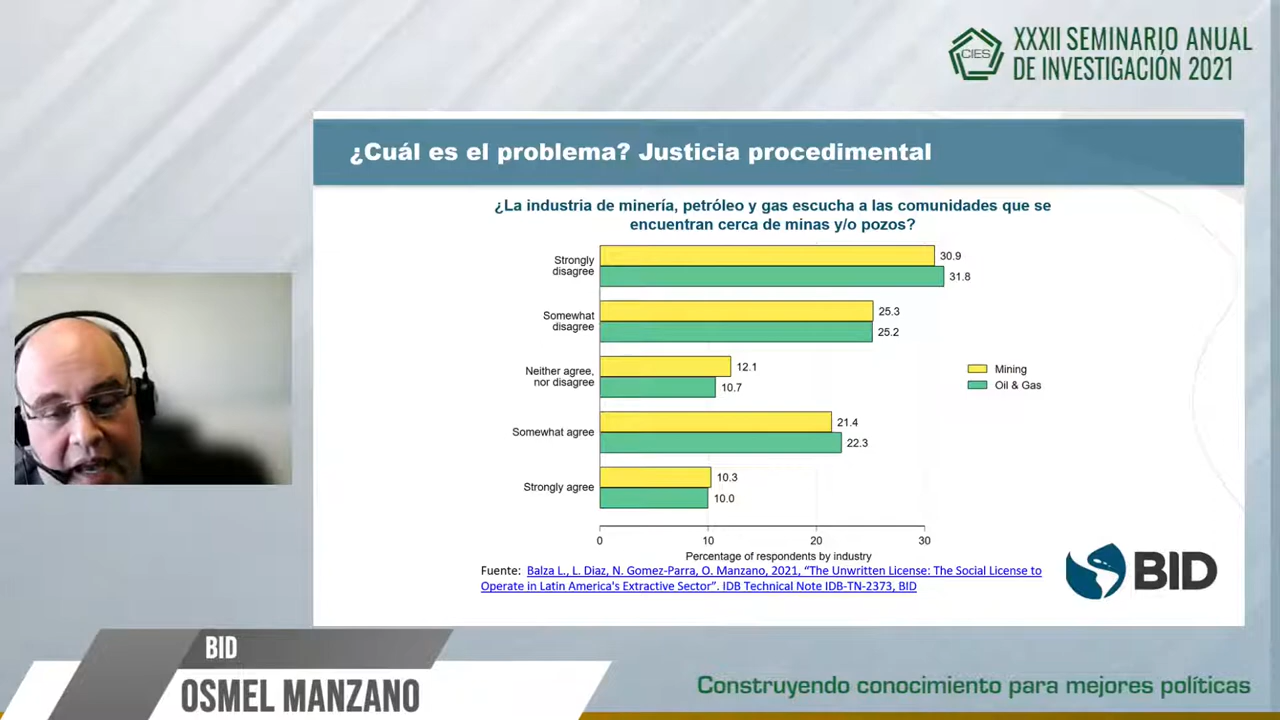 CIES
XXXII SEMINARIO ANUAL
DE INVESTIGACIÓN 2021
¿Cuál es el problema? Justicia procedimental
¿La industria de minería, petróleo y gas escucha a las comunidades que se
encuentran cerca de minas y/o pozos?
Strongly
disagree
30.9
31.8
Somewhat
disagree
25.3
25.2
Neither agree,
nor disagree
12.1
10.7
Somewhat agree
21.4
22.3
Strongly agree
10.3
10.0
Mining
Oil & Gas
0 10 20 30
Percentage of respondents by industry
Fuente: Balza L., L. Diaz, N. Gomez-Parra, O. Manzano, 2021, “The Unwritten License: The Social License to
Operate in Latin America's Extractive Sector”. IDB Technical Note IDB-TN-2373, BID
BID
BID
OSMEL MANZANO
Construyendo conocimiento para mejores políticas